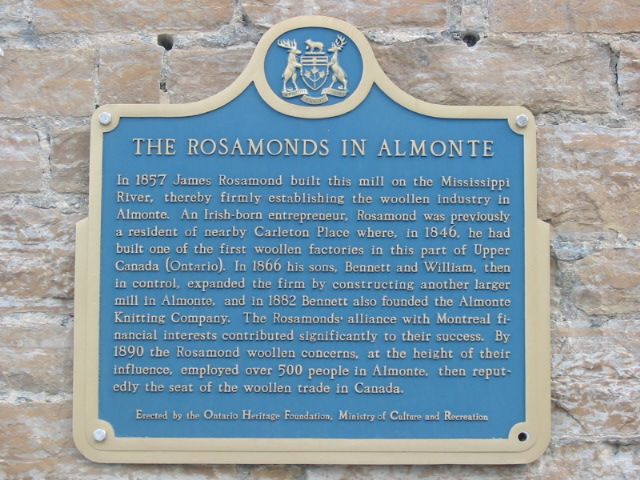 THE ROSAMONDS IN ALMONTE
In 1857 James Rosamond built this mill on the Mississippi
River, thereby firmly establishing the woollen industry in
Almonte. An Irish-born entrepreneur, Rosamond was previously
a resident of nearby Carleton Place where, in 1846, he had
built one of the first woollen factories in this part of Upper
Canada (Ontario). In 1866 his sons, Bennett and William, then
in control, expanded the firm by constructing another larger
mill in Almonte, and in 1882 Bennett also founded the Almonte
Knitting Company. The Rosamonds' alliance with Montreal fi-
nancial interests contributed significantly to their success. By
1890 the Rosamond woollen concerns, at the height of their
influence, employed over 500 people in Almonte, then reput-
edly the seat of the woollen trade in Canada.
Erected by the Ontario Heritage Foundation, Ministry of Culture and Recreation